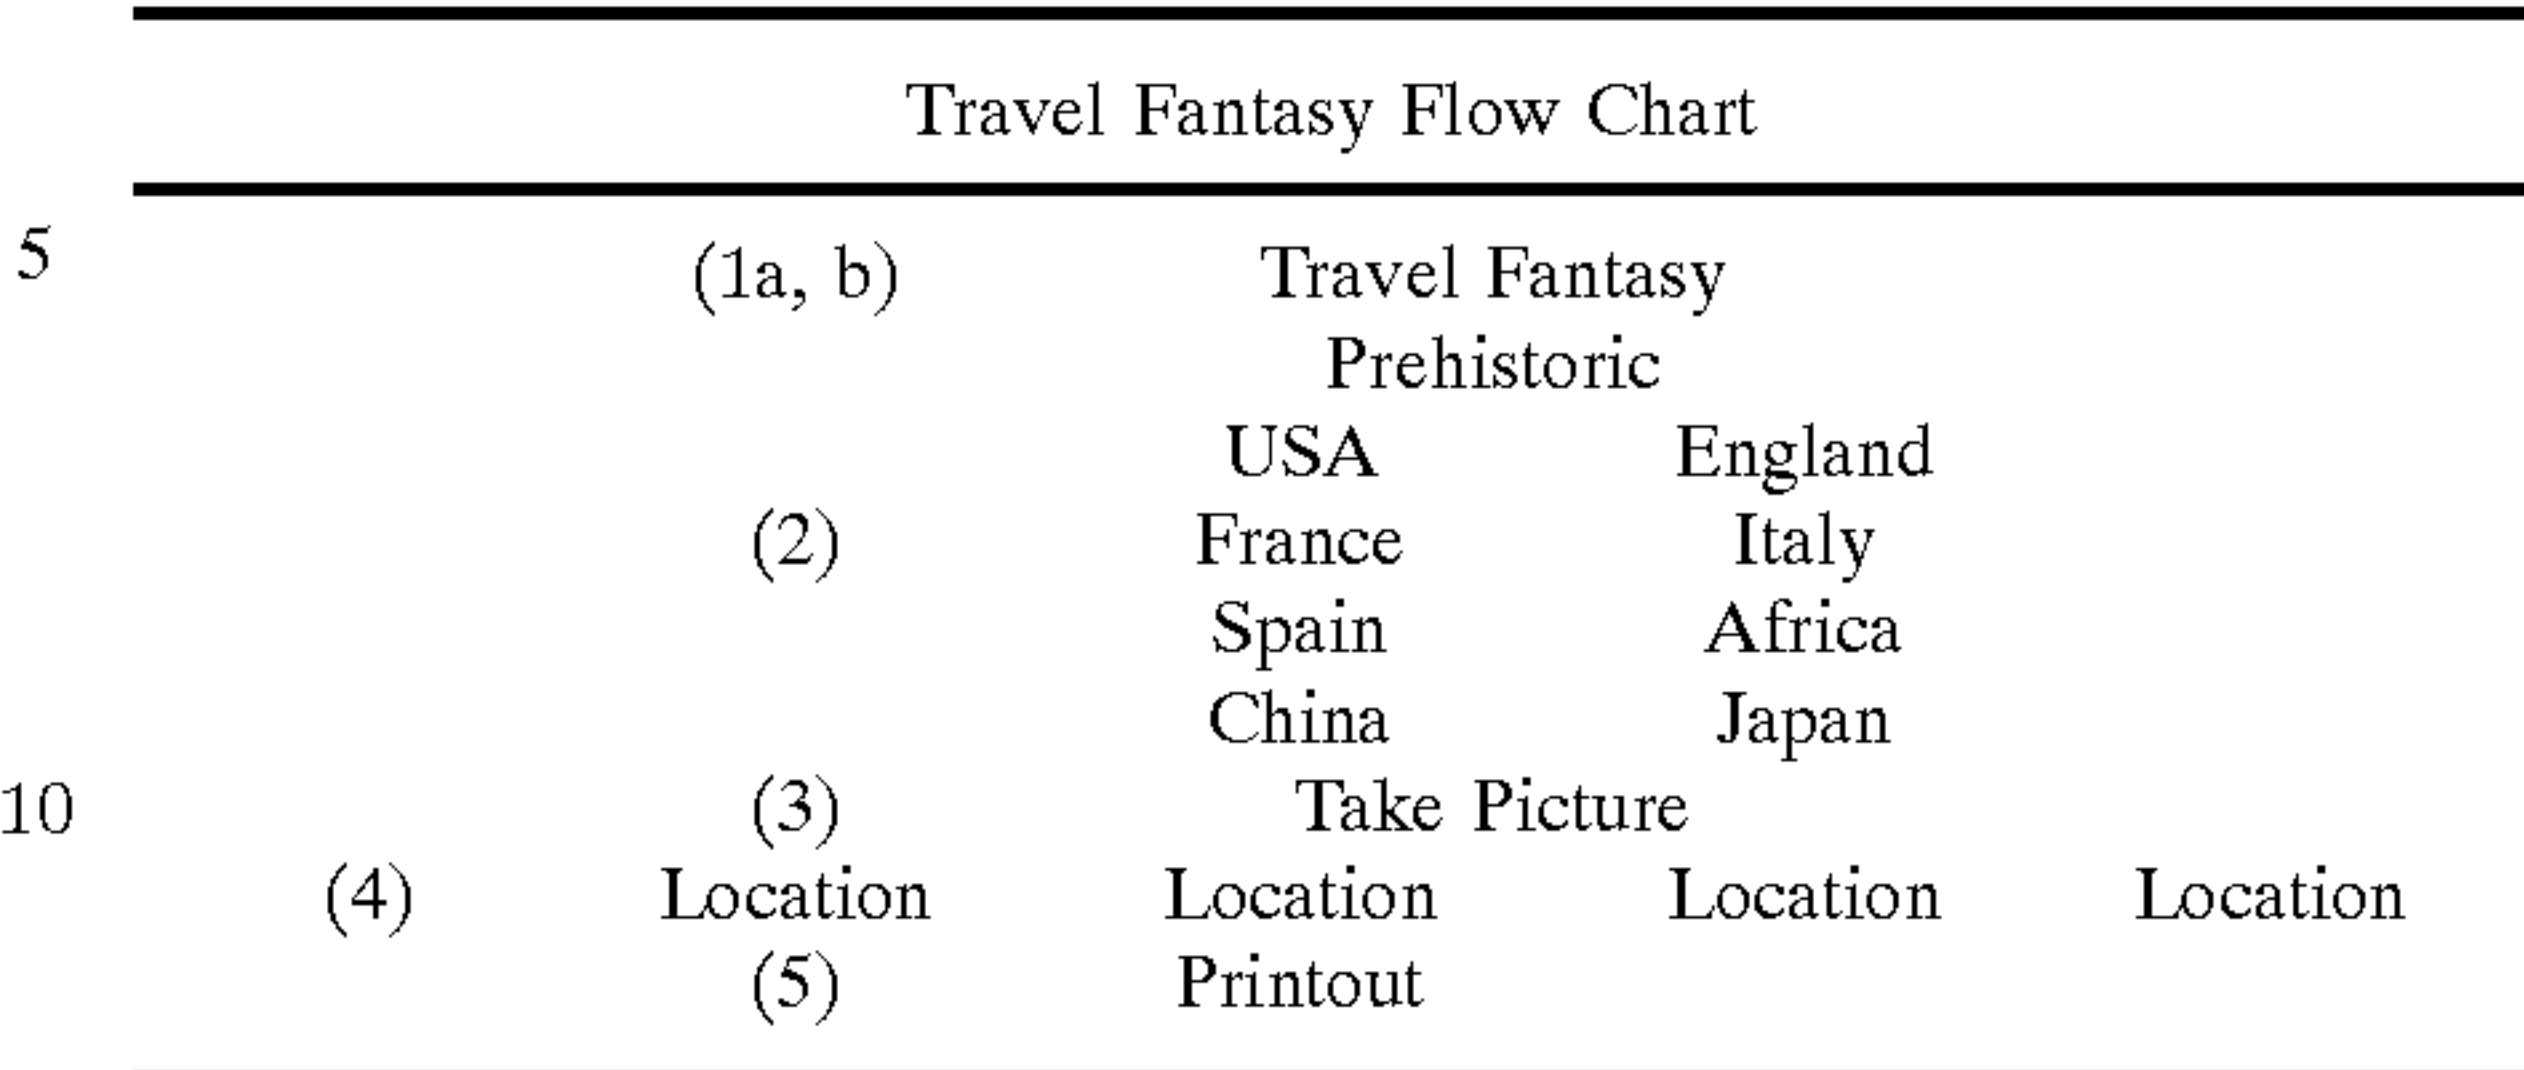 Travel Fantasy Flow Chart
5 (1a, b) Travel Fantasy
Prehistoric
USA England
(2) France Italy
Spain Africa
China Japan
10 (3) Take Picture
(4) Location Location Location Location
(5) Printout